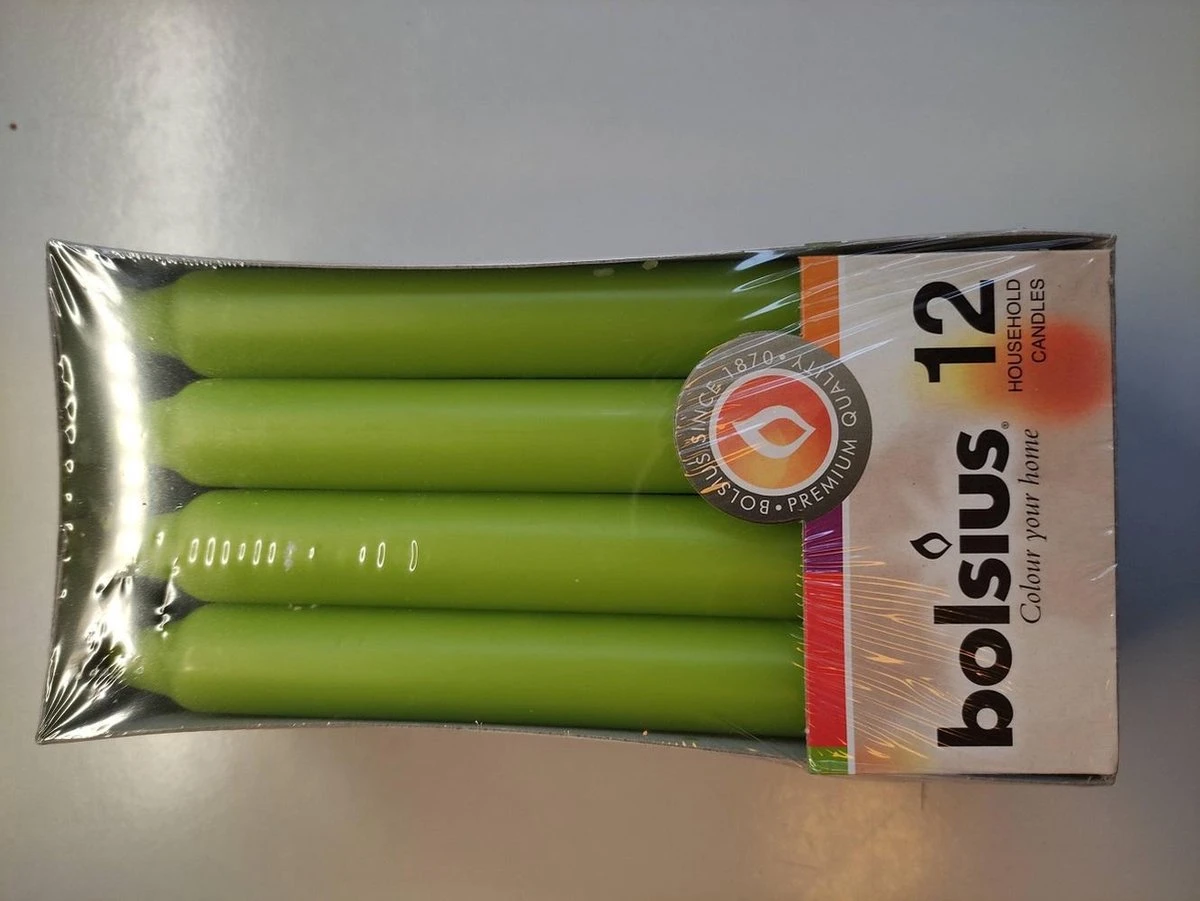 bolsius® 12
HOUSEHOLD
CANDLES
Colour your home
BOLSIUS SINCE 1870 • PREMIUM QUALITY •